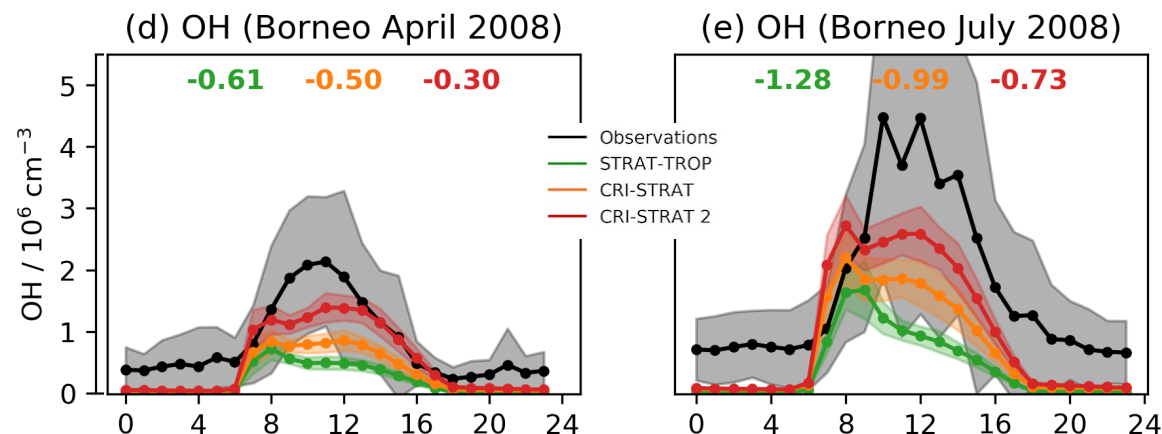 (d) OH (Borneo April 2008)
(e) OH (Borneo July 2008)
-0.61 -0.50 -0.30
-1.28 -0.99 -0.73
OH / 10⁶ cm⁻³
5
4
3
2
1
0
Observations
STRAT-TROP
CRI-STRAT
CRI-STRAT 2
0 4 8 12 16 20 24
0 4 8 12 16 20 24